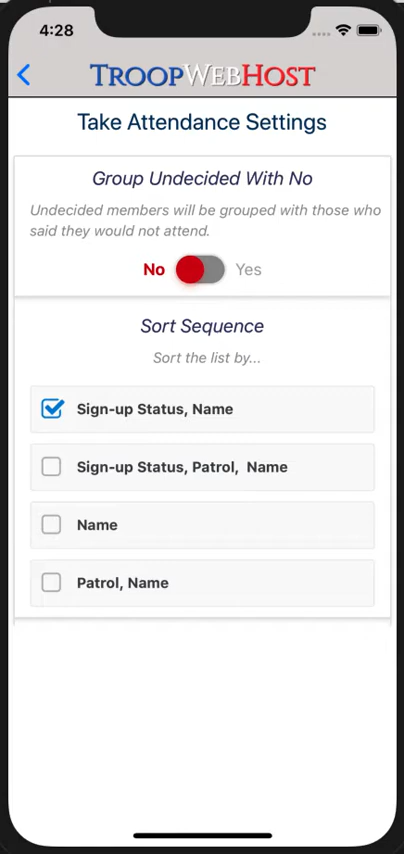 4:28
TROOPWEBHOST
Take Attendance Settings
Group Undecided With No
Undecided members will be grouped with those who
said they would not attend.
No Yes
Sort Sequence
Sort the list by...
Sign-up Status, Name
Sign-up Status, Patrol, Name
Name
Patrol, Name